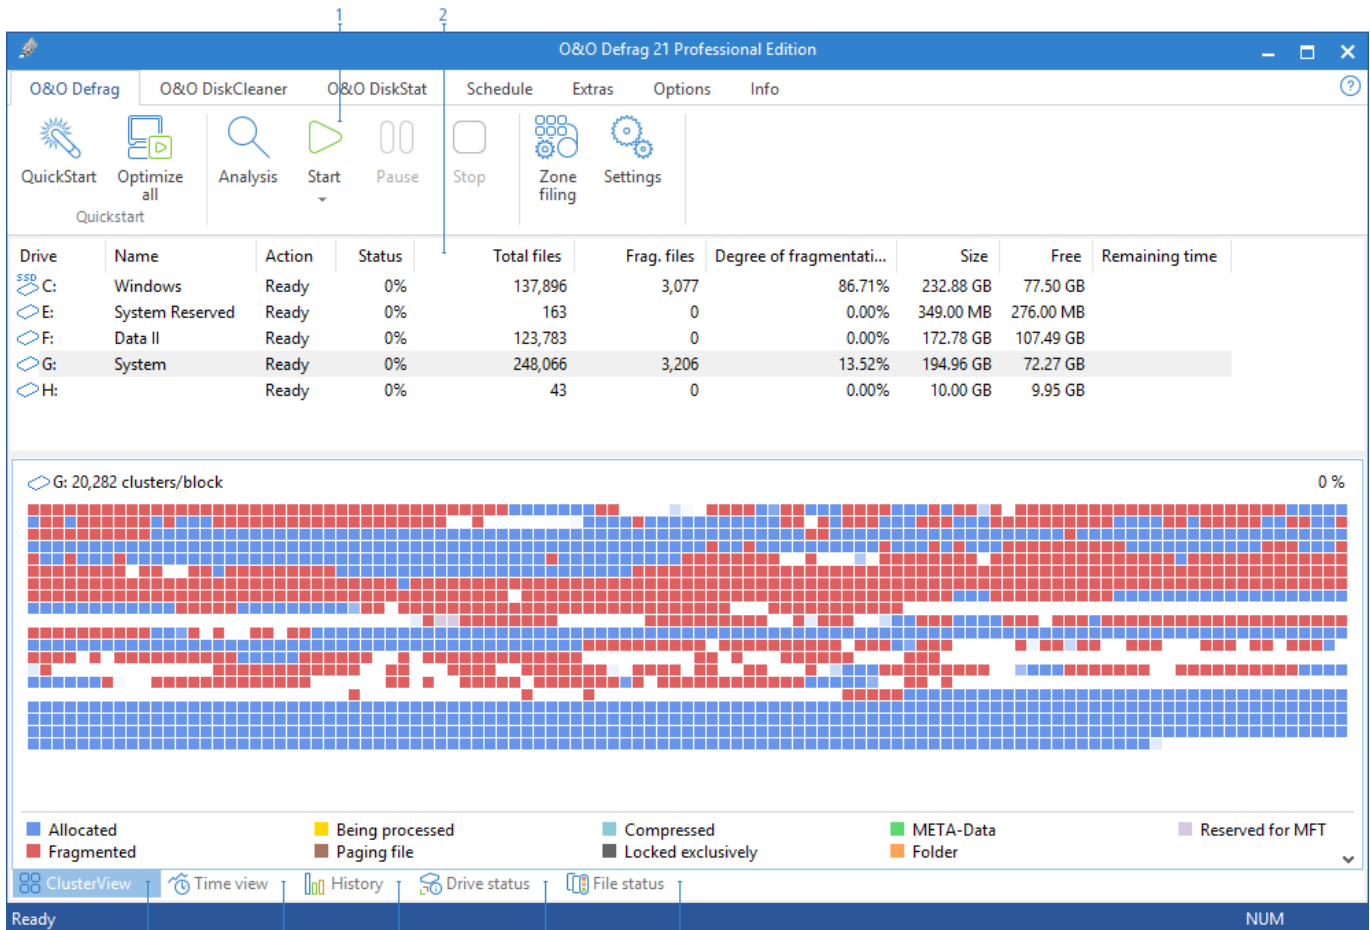 1 2
O&O Defrag 21 Professional Edition
O&O Defrag O&O DiskCleaner O&O DiskStat Schedule Extras Options Info ?
QuickStart Optimize all Analysis Start Pause Stop Zone filing Settings
Quickstart
Drive Name Action Status Total files Frag. files Degree of fragmentati... Size Free Remaining time
SSD C: Windows Ready 0% 137,896 3,077 86.71% 232.88 GB 77.50 GB
E: System Reserved Ready 0% 163 0 0.00% 349.00 MB 276.00 MB
F: Data II Ready 0% 123,783 0 0.00% 172.78 GB 107.49 GB
G: System Ready 0% 248,066 3,206 13.52% 194.96 GB 72.27 GB
H: Ready 0% 43 0 0.00% 10.00 GB 9.95 GB
G: 20,282 clusters/block 0 %
Allocated Being processed Compressed META-Data Reserved for MFT
Fragmented Paging file Locked exclusively Folder
ClusterView Time view History Drive status File status
Ready NUM